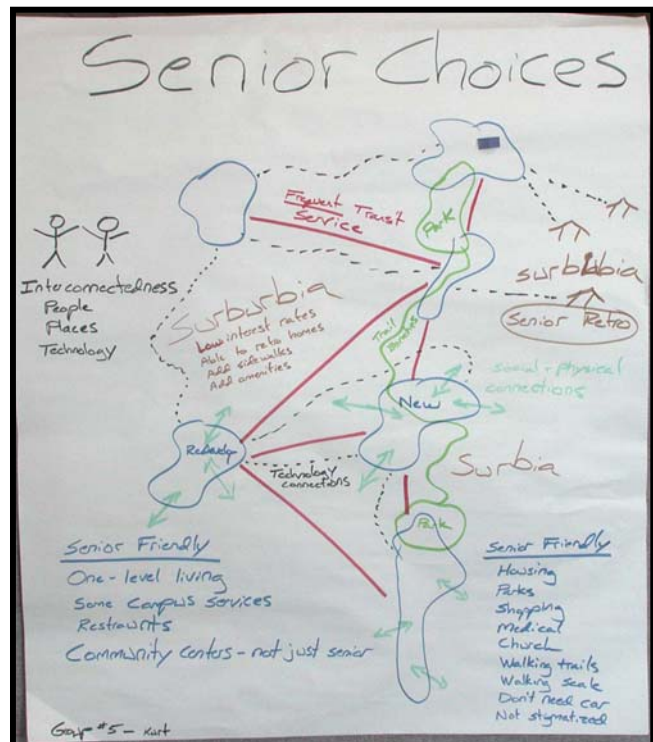 Senior Choices
Frequent Transit
Service
Park
Interconnectedness
People
Places
Technology
Surburbia
Low interest rates
Able to retro homes
Add sidewalks
Add amenities
Trail
surbubbia
Senior Retro
social + physical
connections
New
Redevlp
Technology
connections
Surbia
Park
Senior Friendly
One-level living
Some Campus services
Restraunts
Community Centers - not just senior
Senior Friendly
Housing
Parks
Shopping
Medical
Church
Walking trails
Walking scale
Don't need car
Not stigmatized
Group #5 - Kurt